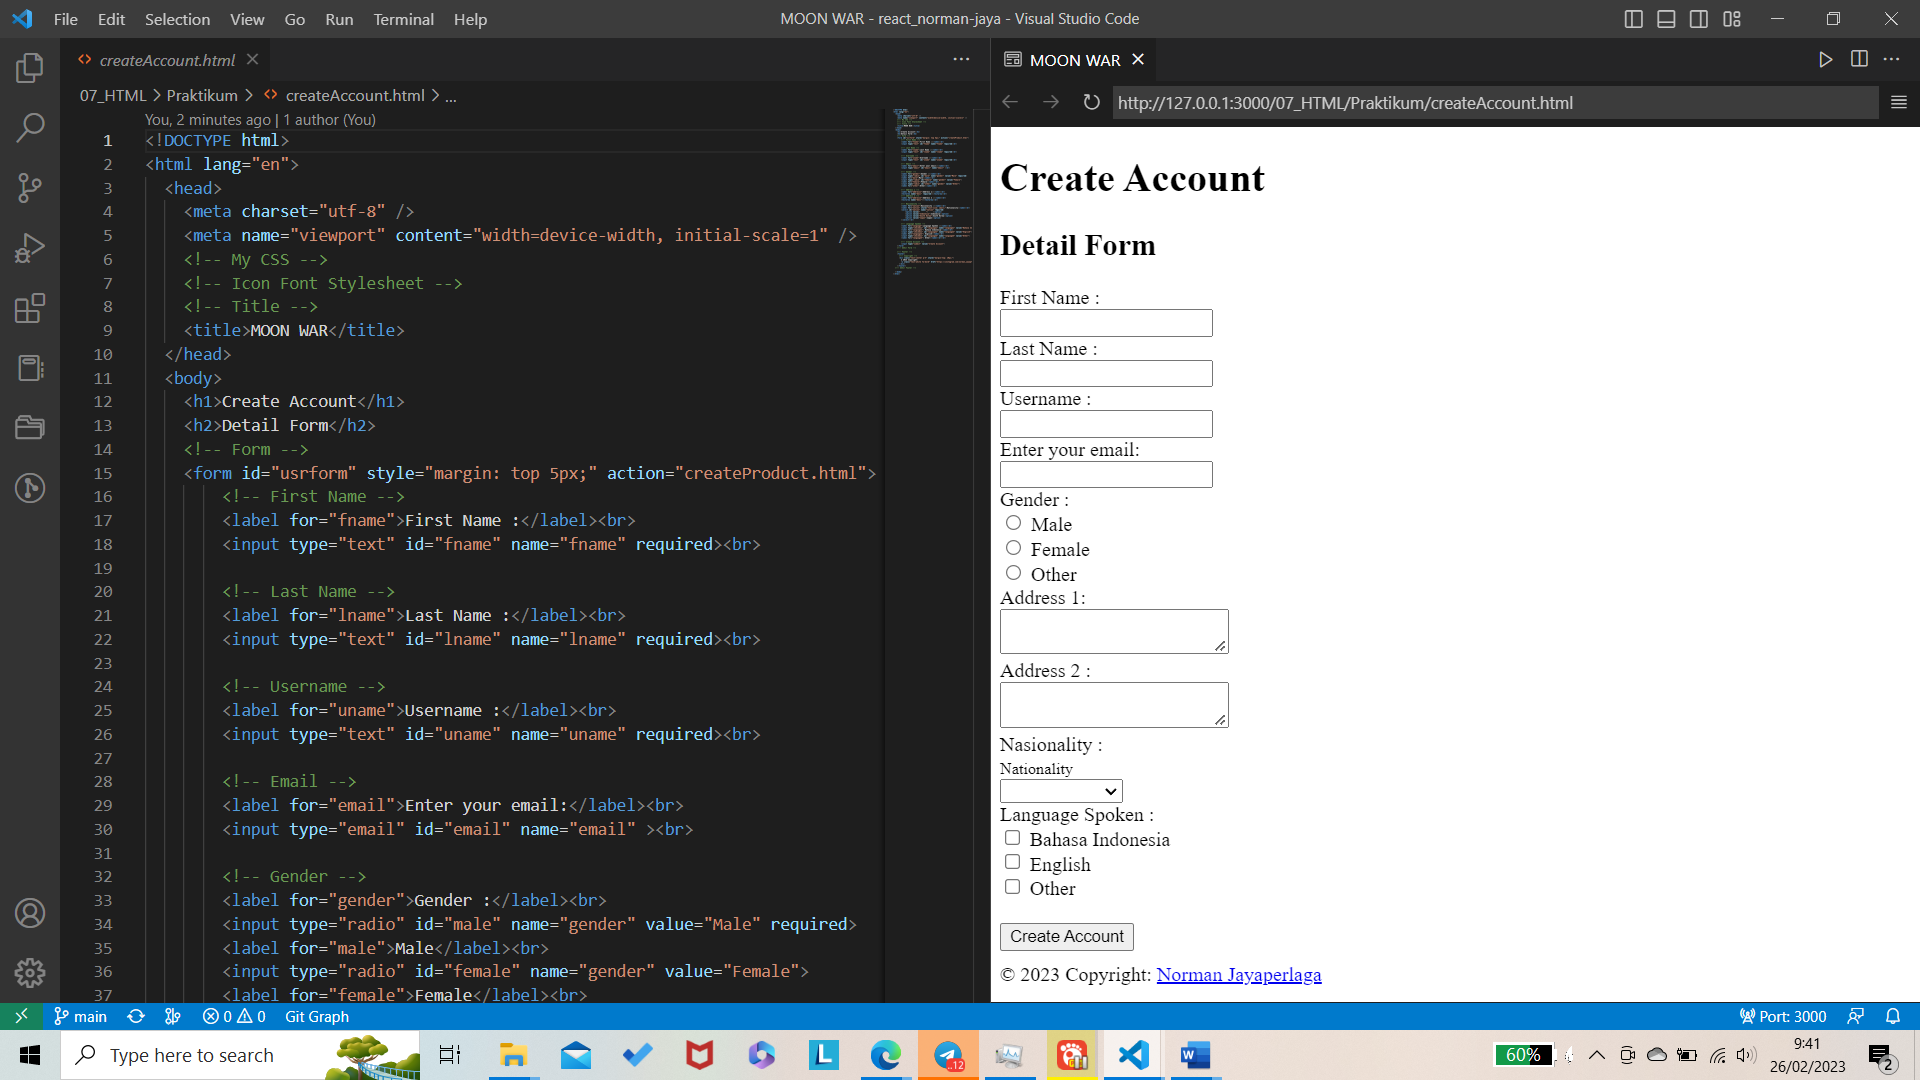 File Edit Selection View Go Run Terminal Help
MOON WAR - react_norman-jaya - Visual Studio Code
createAccount.html
07_HTML > Praktikum > createAccount.html > ...
You, 2 minutes ago | 1 author (You)
1 <!DOCTYPE html>
2 <html lang="en">
3 <head>
4 <meta charset="utf-8" />
5 <meta name="viewport" content="width=device-width, initial-scale=1" />
6 <!-- My CSS -->
7 <!-- Icon Font Stylesheet -->
8 <!-- Title -->
9 <title>MOON WAR</title>
10 </head>
11 <body>
12 <h1>Create Account</h1>
13 <h2>Detail Form</h2>
14 <!-- Form -->
15 <form id="usrform" style="margin: top 5px;" action="createProduct.html">
16 <!-- First Name -->
17 <label for="fname">First Name :</label><br>
18 <input type="text" id="fname" name="fname" required><br>
19
20 <!-- Last Name -->
21 <label for="lname">Last Name :</label><br>
22 <input type="text" id="lname" name="lname" required><br>
23
24 <!-- Username -->
25 <label for="uname">Username :</label><br>
26 <input type="text" id="uname" name="uname" required><br>
27
28 <!-- Email -->
29 <label for="email">Enter your email:</label><br>
30 <input type="email" id="email" name="email" ><br>
31
32 <!-- Gender -->
33 <label for="gender">Gender :</label><br>
34 <input type="radio" id="male" name="gender" value="Male" required>
35 <label for="male">Male</label><br>
36 <input type="radio" id="female" name="gender" value="Female">
37 <label for="female">Female</label><br>
MOON WAR
http://127.0.0.1:3000/07_HTML/Praktikum/createAccount.html
Create Account
Detail Form
First Name :
Last Name :
Username :
Enter your email:
Gender :
Male
Female
Other
Address 1:
Address 2 :
Nasionality :
Nationality
Language Spoken :
Bahasa Indonesia
English
Other
Create Account
© 2023 Copyright: Norman Jayaperlaga
main 0 0 Git Graph
Port: 3000
Type here to search
L
..12
W
60%
9:41
26/02/2023
2